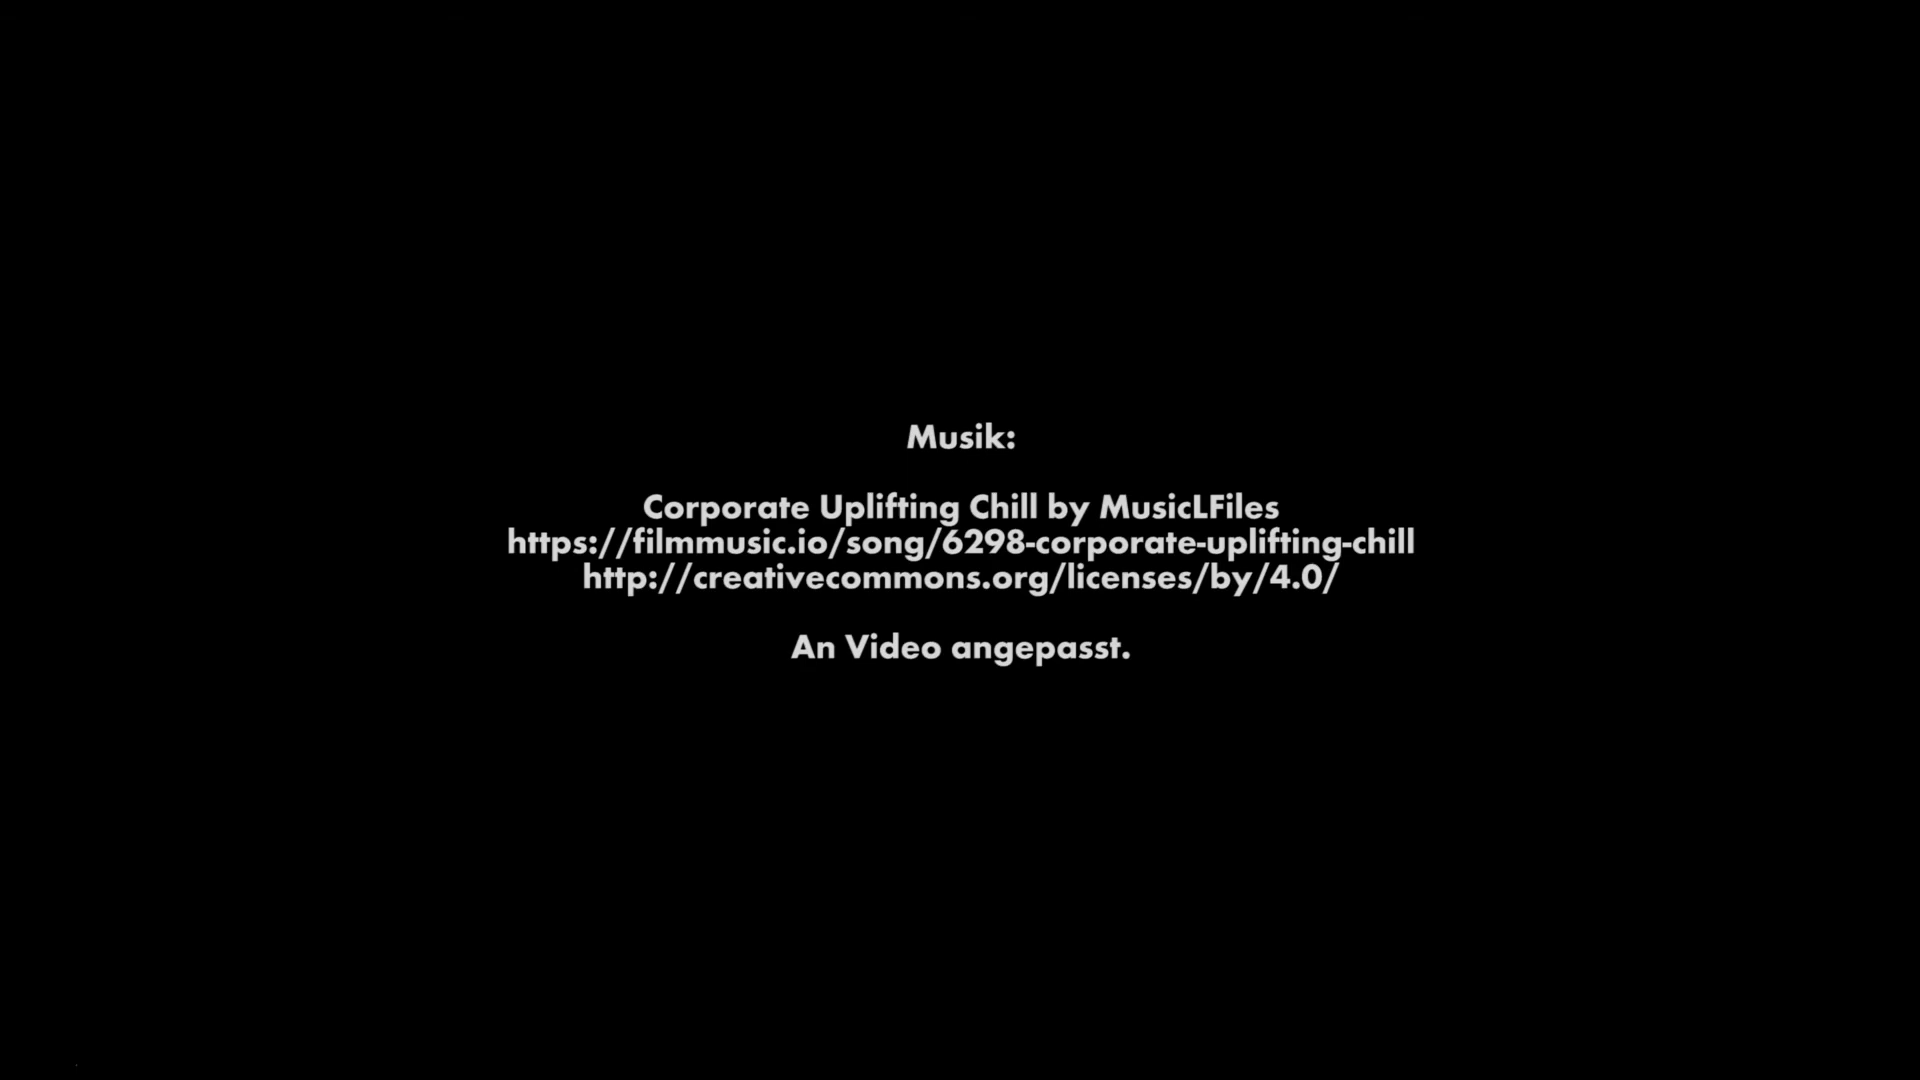 Musik:
Corporate Uplifting Chill by MusicLFiles
https://filmmusic.io/song/6298-corporate-uplifting-chill
http://creativecommons.org/licenses/by/4.0/
An Video angepasst.